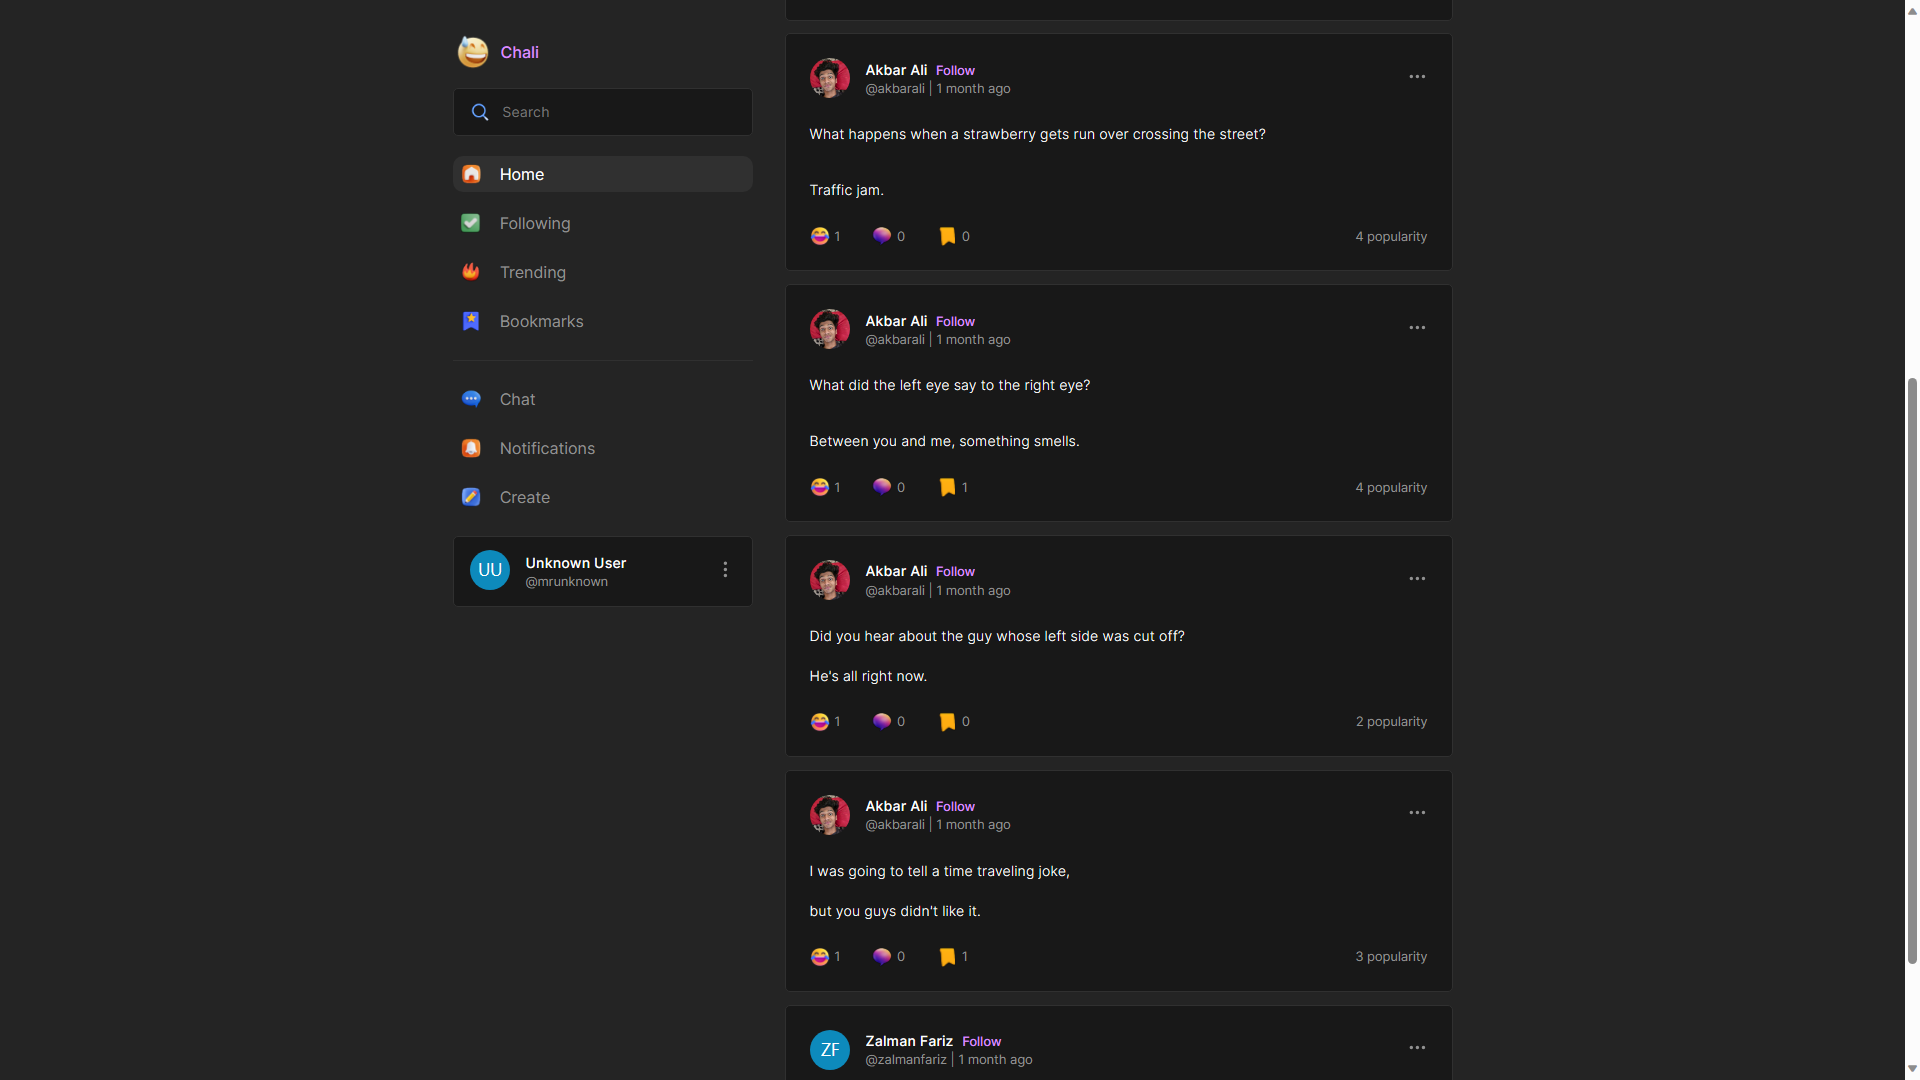 Chali
Search
Home
Following
Trending
Bookmarks
Chat
Notifications
Create
UU
Unknown User
@mrunknown
Akbar Ali Follow
@akbarali | 1 month ago
What happens when a strawberry gets run over crossing the street?
Traffic jam.
1 0 0 4 popularity
Akbar Ali Follow
@akbarali | 1 month ago
What did the left eye say to the right eye?
Between you and me, something smells.
1 0 1 4 popularity
Akbar Ali Follow
@akbarali | 1 month ago
Did you hear about the guy whose left side was cut off?
He's all right now.
1 0 0 2 popularity
Akbar Ali Follow
@akbarali | 1 month ago
I was going to tell a time traveling joke,
but you guys didn't like it.
1 0 1 3 popularity
ZF
Zalman Fariz Follow
@zalmanfariz | 1 month ago